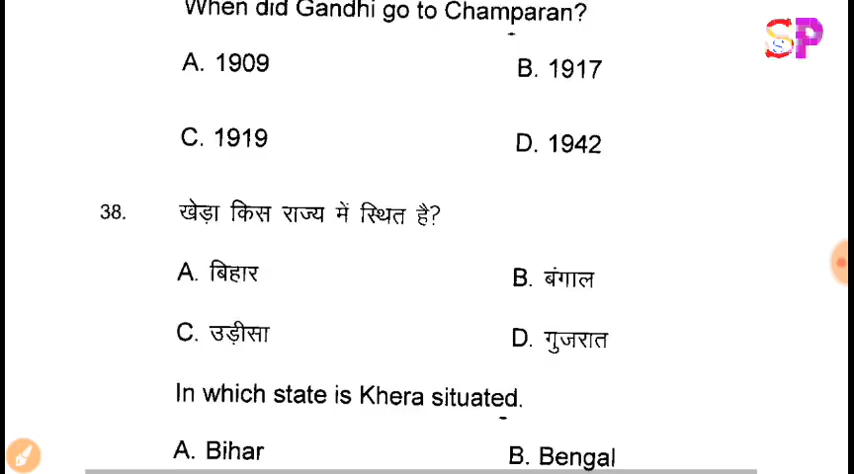 When did Gandhi go to Champaran?
SP
A. 1909 B. 1917
C. 1919 D. 1942
38. खेड़ा किस राज्य में स्थित है?
A. बिहार B. बंगाल
C. उड़ीसा D. गुजरात
In which state is Khera situated.
A. Bihar B. Bengal